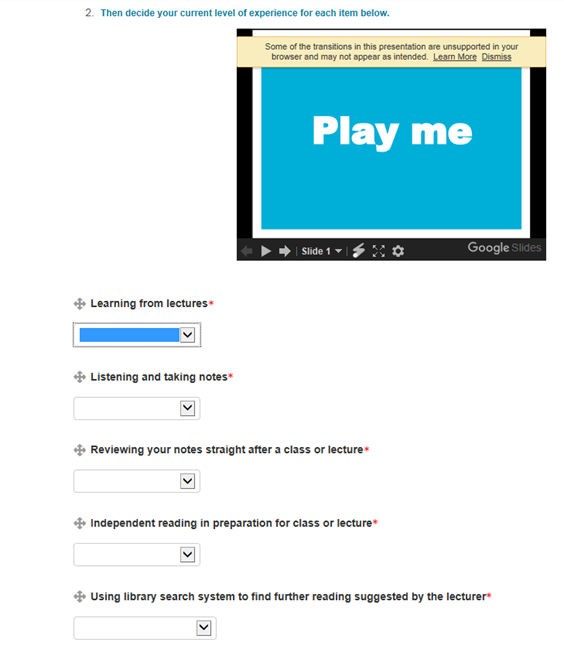 2. Then decide your current level of experience for each item below.
Some of the transitions in this presentation are unsupported in your
browser and may not appear as intended. Learn More Dismiss
Play me
Slide 1
Google Slides
Learning from lectures*
Listening and taking notes*
Reviewing your notes straight after a class or lecture*
Independent reading in preparation for class or lecture*
Using library search system to find further reading suggested by the lecturer*